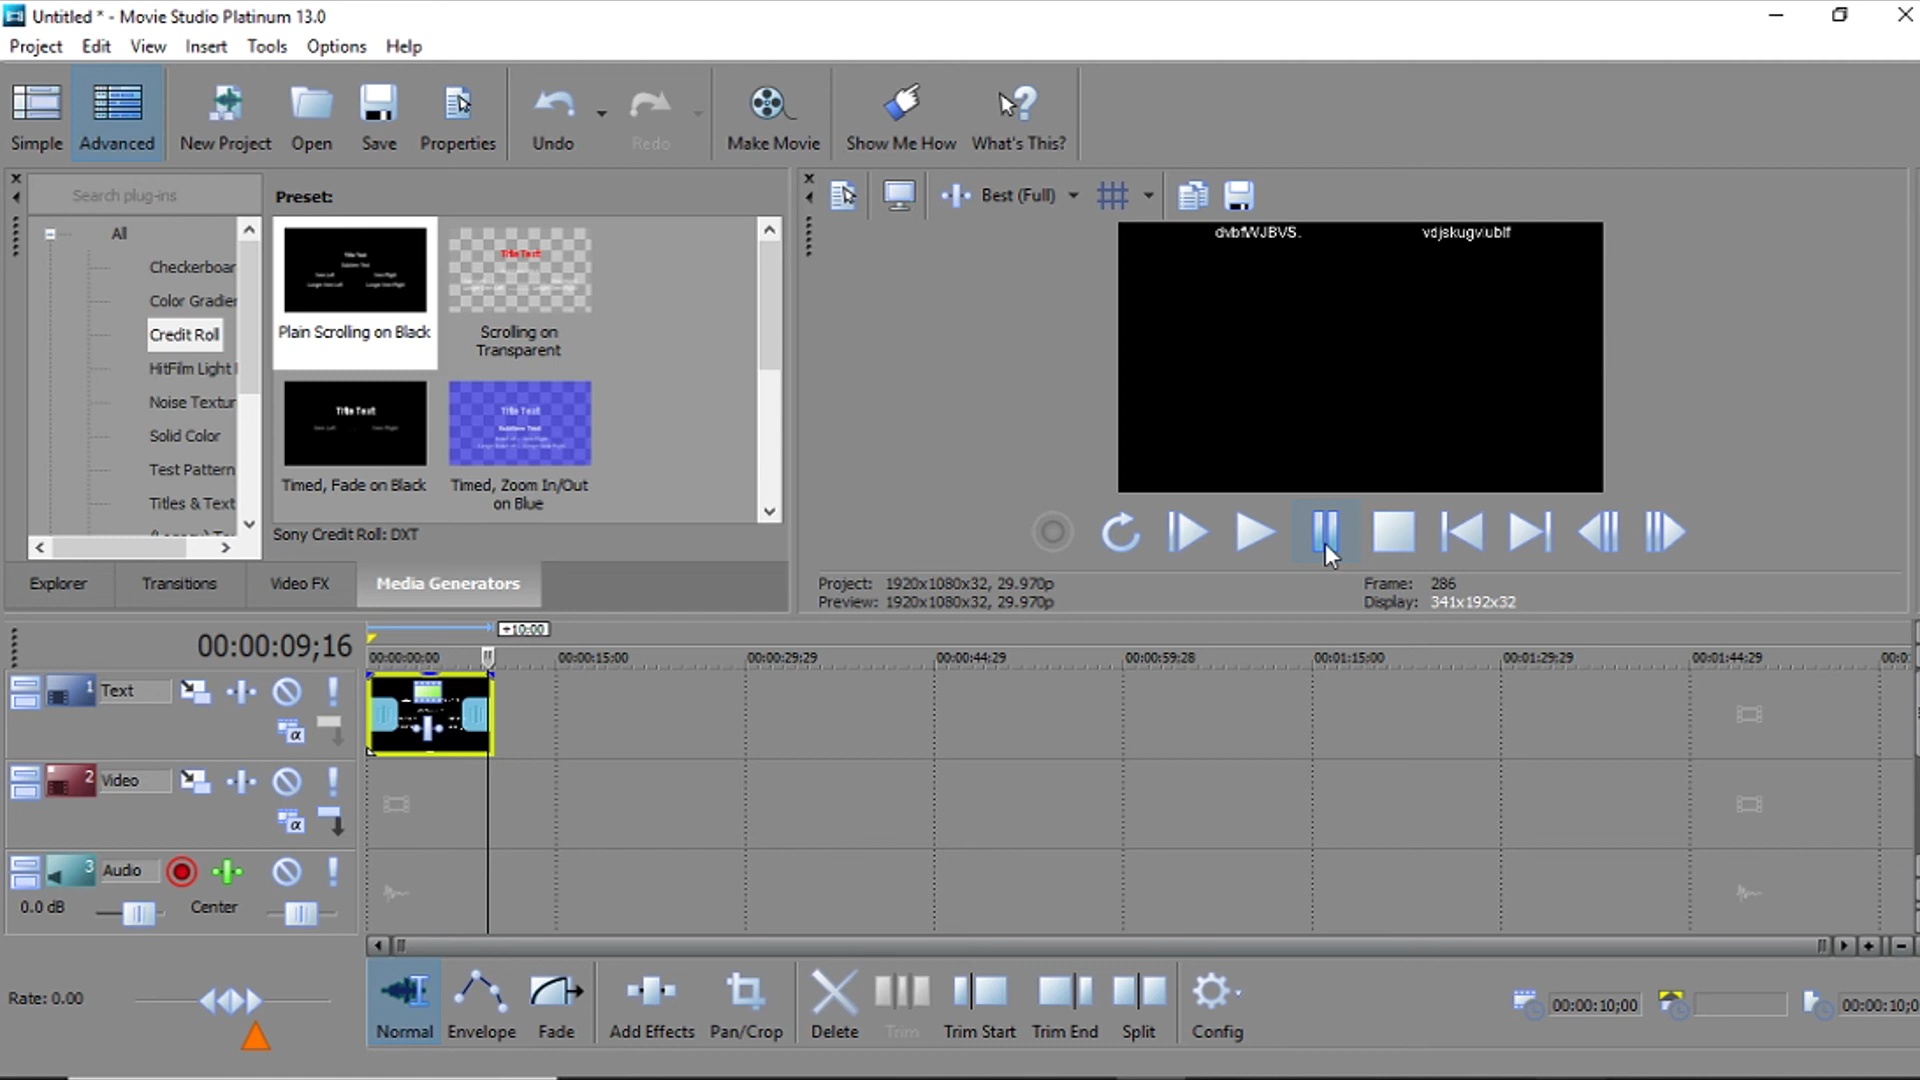 Untitled * - Movie Studio Platinum 13.0
Project Edit View Insert Tools Options Help
Simple Advanced New Project Open Save Properties Undo Redo Make Movie Show Me How What's This?
Search plug-ins
Preset:
Best (Full)
All
Checkerboar
Color Gradier
Credit Roll
HitFilm Light
Noise Textur
Solid Color
Test Pattern
Titles & Text
Title Text
Plain Scrolling on Black
Title Text
Scrolling on
Transparent
Title Text
Timed, Fade on Black
Title Text
Timed, Zoom In/Out
on Blue
Sony Credit Roll: DXT
Explorer Transitions Video FX Media Generators
Project: 1920x1080x32, 29.970p
Preview: 1920x1080x32, 29.970p
Frame: 286
Display: 341x192x32
00:00:09;16
+10:00
00:00:00;00 00:00:15;00 00:00:29;29 00:00:44;29 00:00:59;28 00:01:15;00 00:01:29;29 00:01:44;29 00:0
1 Text
2 Video
3 Audio
0.0 dB Center
Rate: 0.00
Normal Envelope Fade Add Effects Pan/Crop Delete Trim Trim Start Trim End Split Config
00:00:10;00 00:00:10;0